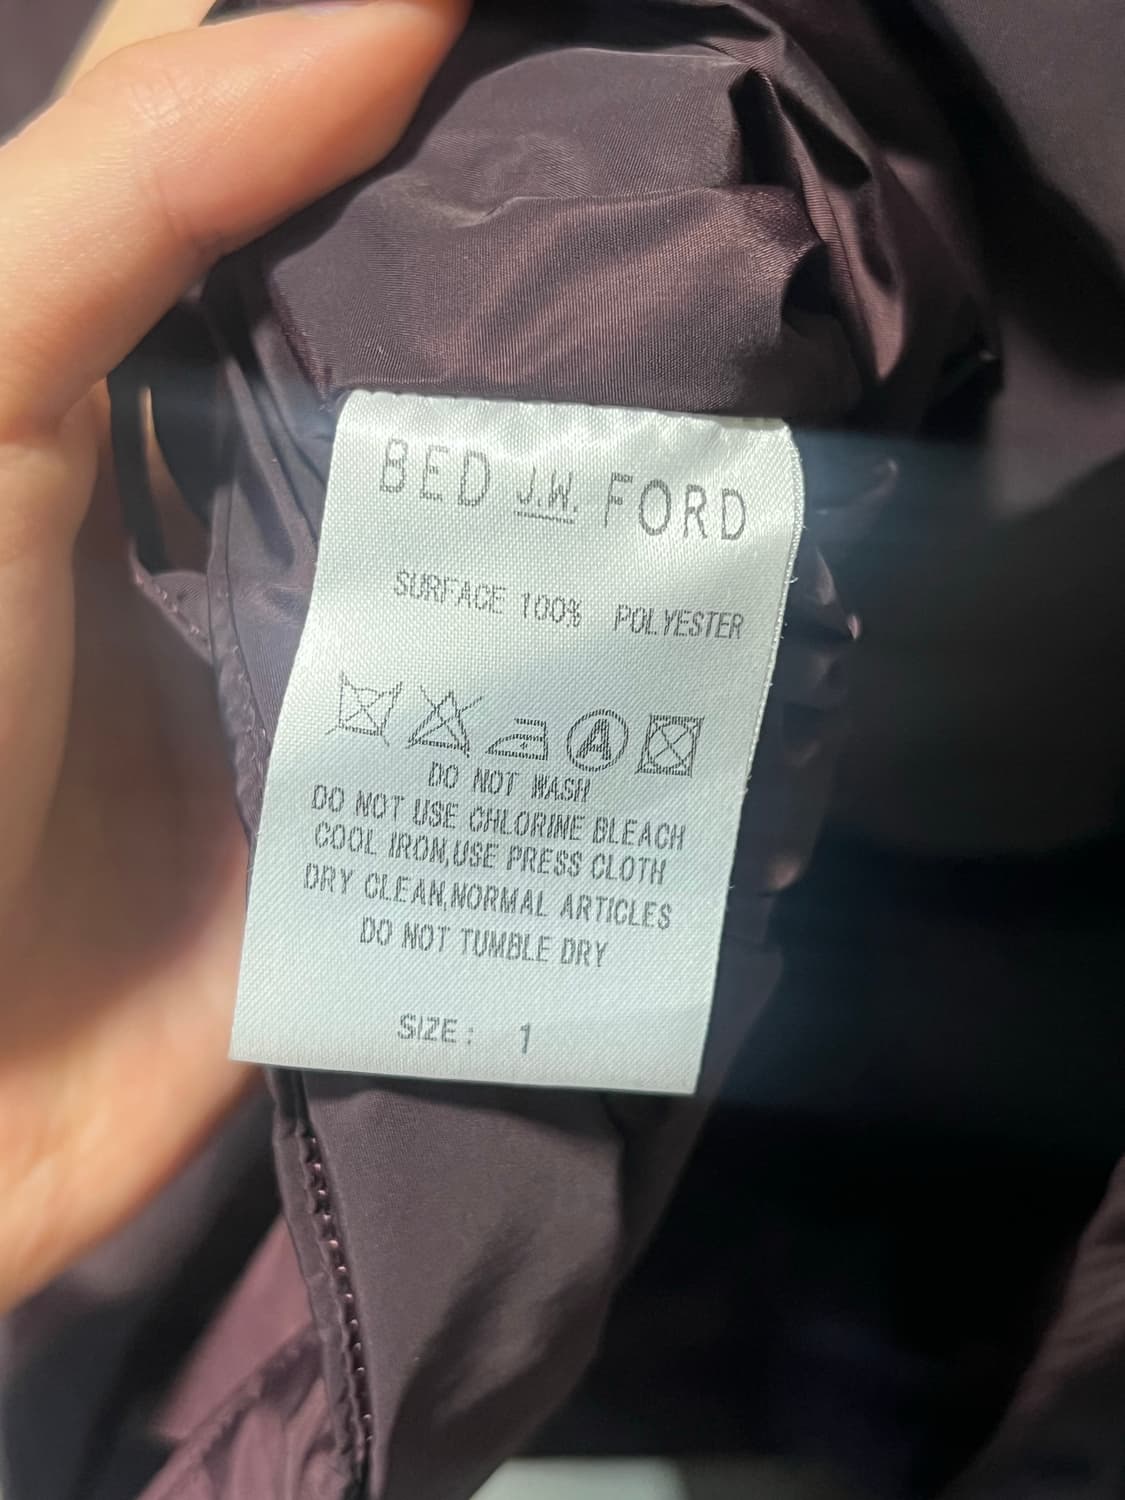 BED J.W. FORD
SURFACE 100% POLYESTER
A
DO NOT WASH
DO NOT USE CHLORINE BLEACH
COOL IRON,USE PRESS CLOTH
DRY CLEAN,NORMAL ARTICLES
DO NOT TUMBLE DRY
SIZE : 1